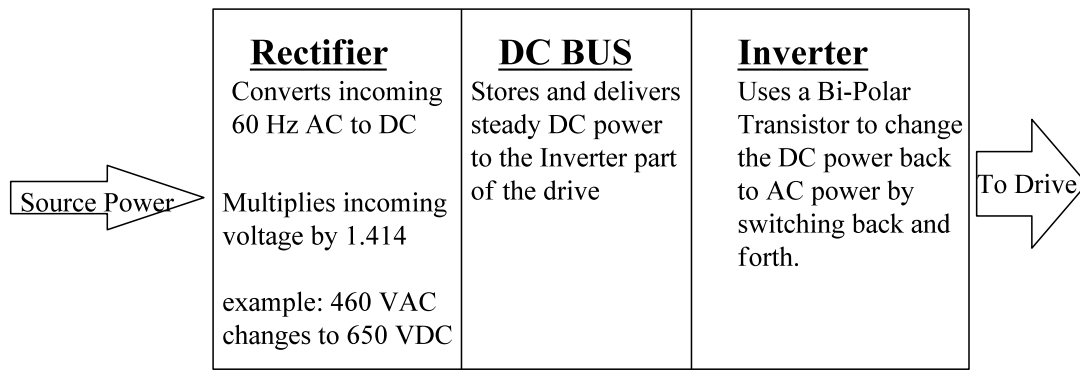 Source Power
Rectifier
Converts incoming
60 Hz AC to DC
Multiplies incoming
voltage by 1.414
example: 460 VAC
changes to 650 VDC
DC BUS
Stores and delivers
steady DC power
to the Inverter part
of the drive
Inverter
Uses a Bi-Polar
Transistor to change
the DC power back
to AC power by
switching back and
forth.
To Drive